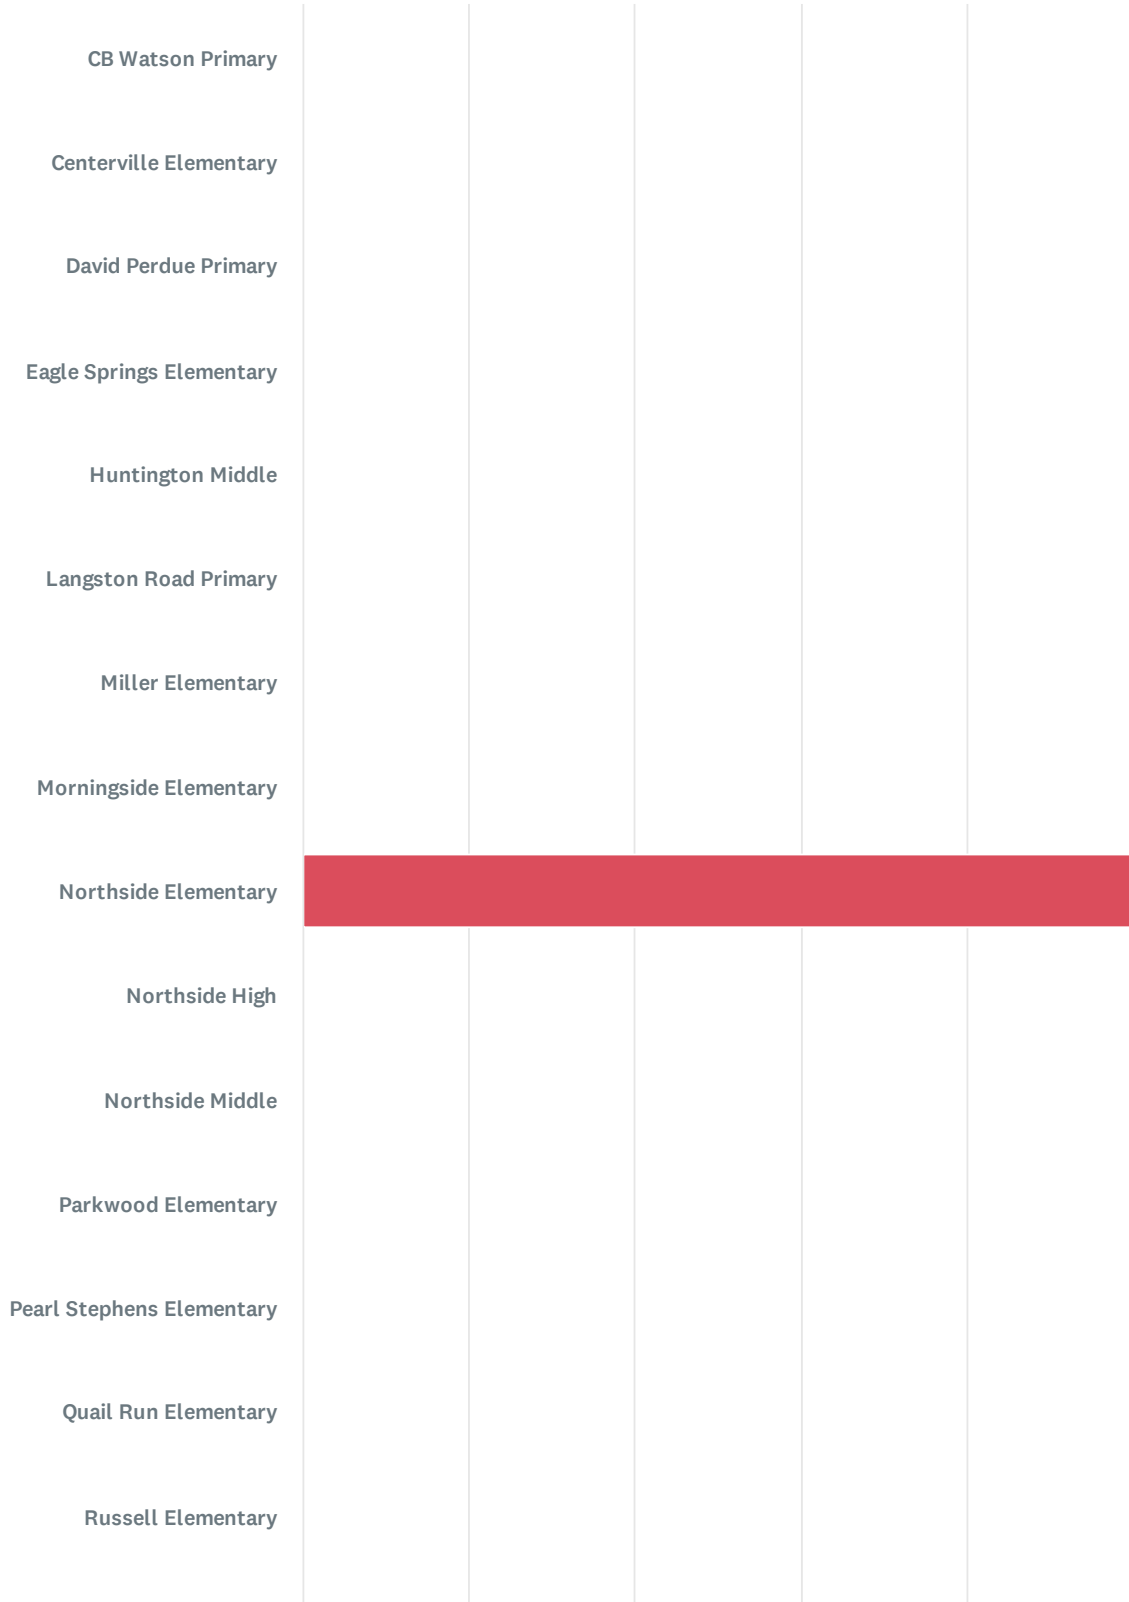 CB Watson Primary
Centerville Elementary
David Perdue Primary
Eagle Springs Elementary
Huntington Middle
Langston Road Primary
Miller Elementary
Morningside Elementary
Northside Elementary
Northside High
Northside Middle
Parkwood Elementary
Pearl Stephens Elementary
Quail Run Elementary
Russell Elementary